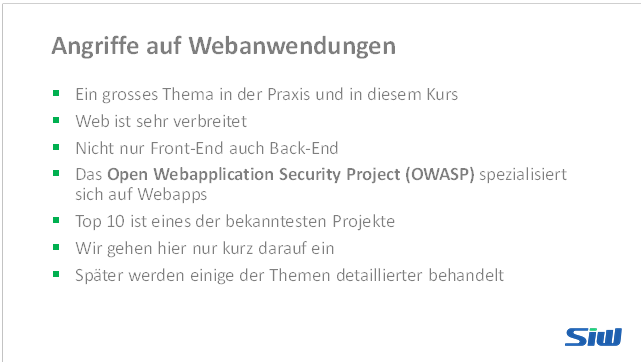 Angriffe auf Webanwendungen
Ein grosses Thema in der Praxis und in diesem Kurs
Web ist sehr verbreitet
Nicht nur Front-End auch Back-End
Das Open Webapplication Security Project (OWASP) spezialisiert
sich auf Webapps
Top 10 ist eines der bekanntesten Projekte
Wir gehen hier nur kurz darauf ein
Später werden einige der Themen detaillierter behandelt
SIW